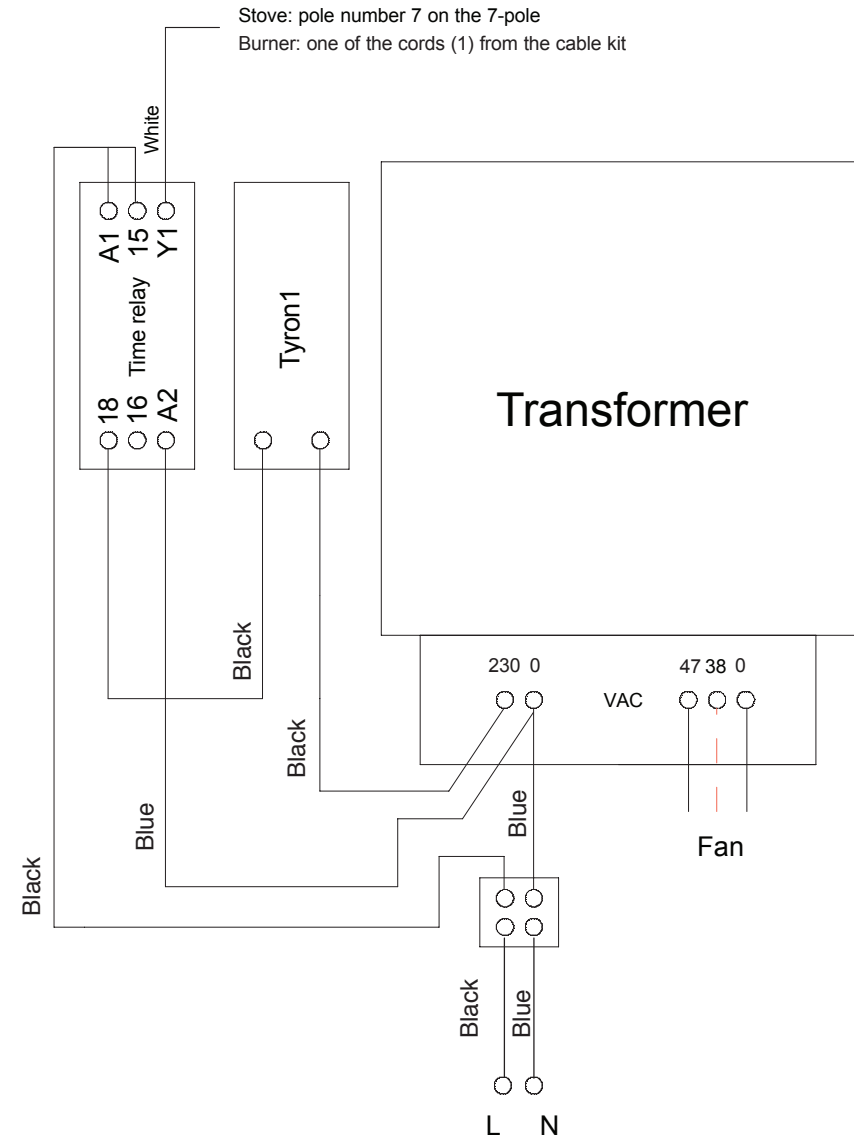 Stove: pole number 7 on the 7-pole
Burner: one of the cords (1) from the cable kit
White
A1
15
Y1
Time relay
18
16
A2
Tyron1
Transformer
230 0
VAC
47 38 0
Fan
Black
Black
Blue
Blue
Black
Black
Blue
L N